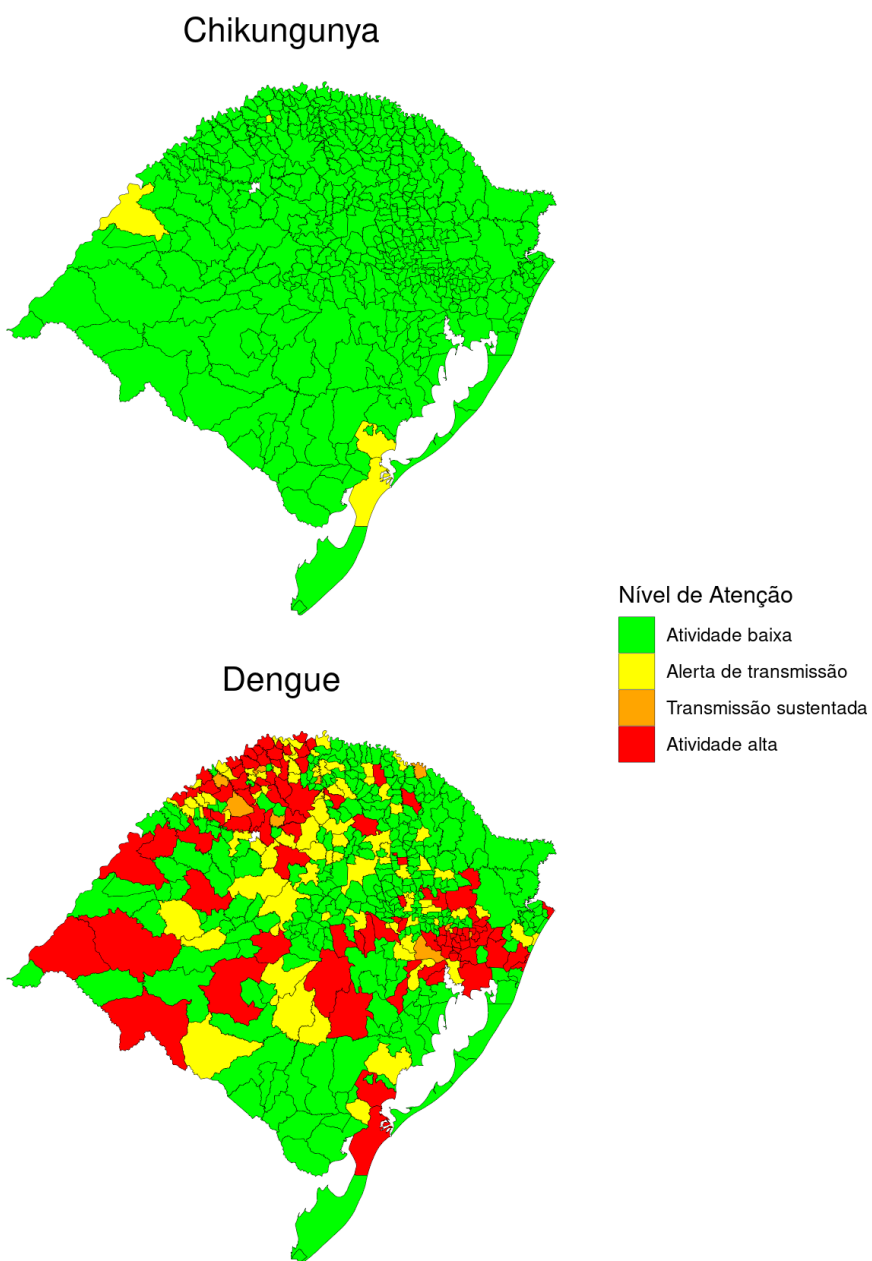 Chikungunya
Nível de Atenção
Atividade baixa
Alerta de transmissão
Transmissão sustentada
Atividade alta
Dengue